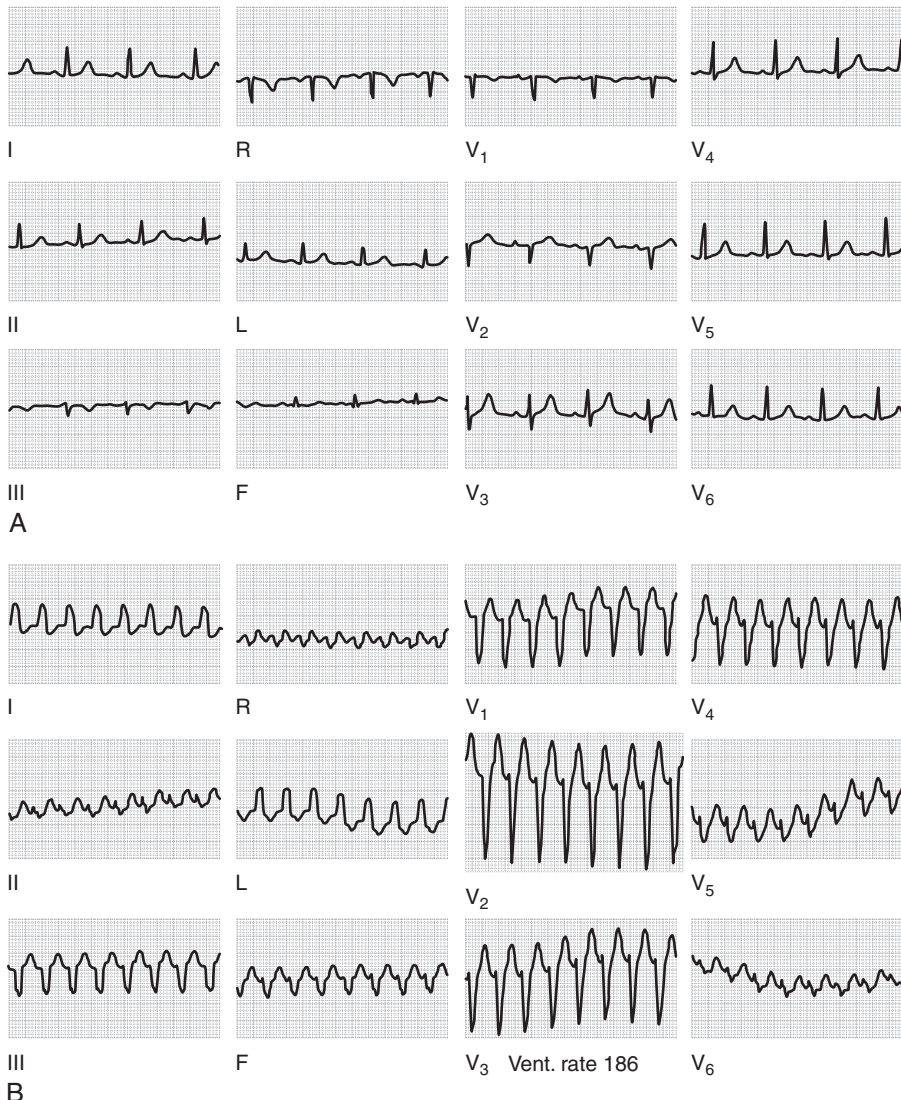 I R V1 V4
II L V2 V5
III F V3 V6
A
I R V1 V4
II L V2 V5
III F V3 Vent. rate 186 V6
B